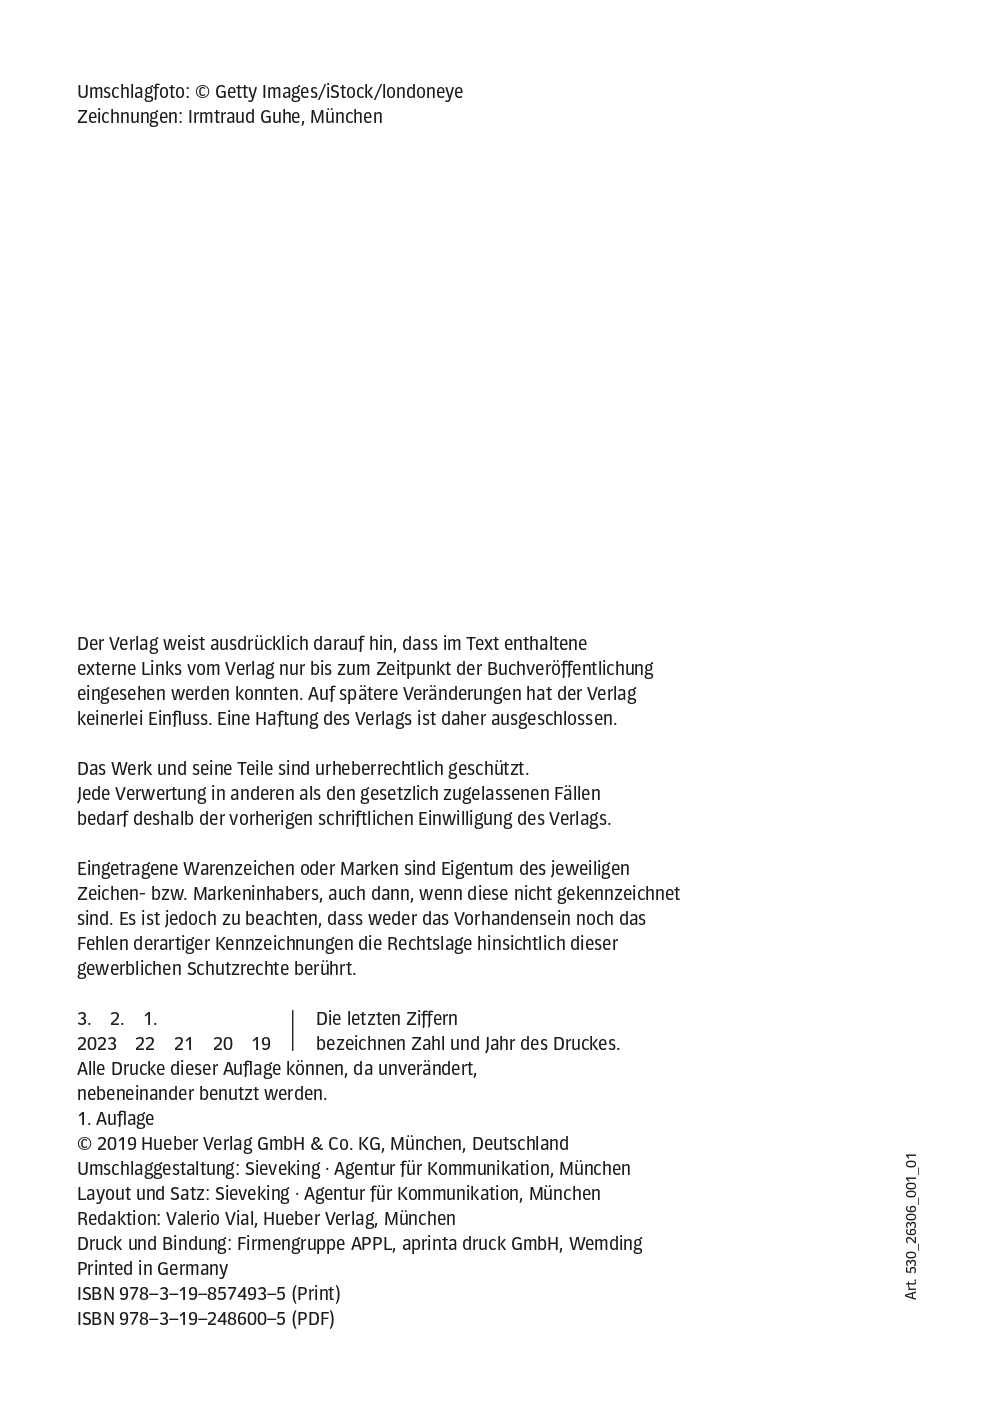 Umschlagfoto: © Getty Images/iStock/londoneye
Zeichnungen: Irmtraud Guhe, München
Der Verlag weist ausdrücklich darauf hin, dass im Text enthaltene
externe Links vom Verlag nur bis zum Zeitpunkt der Buchveröffentlichung
eingesehen werden konnten. Auf spätere Veränderungen hat der Verlag
keinerlei Einfluss. Eine Haftung des Verlags ist daher ausgeschlossen.
Das Werk und seine Teile sind urheberrechtlich geschützt.
Jede Verwertung in anderen als den gesetzlich zugelassenen Fällen
bedarf deshalb der vorherigen schriftlichen Einwilligung des Verlags.
Eingetragene Warenzeichen oder Marken sind Eigentum des jeweiligen
Zeichen- bzw. Markeninhabers, auch dann, wenn diese nicht gekennzeichnet
sind. Es ist jedoch zu beachten, dass weder das Vorhandensein noch das
Fehlen derartiger Kennzeichnungen die Rechtslage hinsichtlich dieser
gewerblichen Schutzrechte berührt.
3. 2. 1. Die letzten Ziffern
2023 22 21 20 19 bezeichnen Zahl und Jahr des Druckes.
Alle Drucke dieser Auflage können, da unverändert,
nebeneinander benutzt werden.
1. Auflage
© 2019 Hueber Verlag GmbH & Co. KG, München, Deutschland
Umschlaggestaltung: Sieveking · Agentur für Kommunikation, München
Layout und Satz: Sieveking · Agentur für Kommunikation, München
Redaktion: Valerio Vial, Hueber Verlag, München
Druck und Bindung: Firmengruppe APPL, aprinta druck GmbH, Wemding
Printed in Germany
ISBN 978–3–19–857493–5 (Print)
ISBN 978–3–19–248600–5 (PDF)
Art. 530_26306_001_01